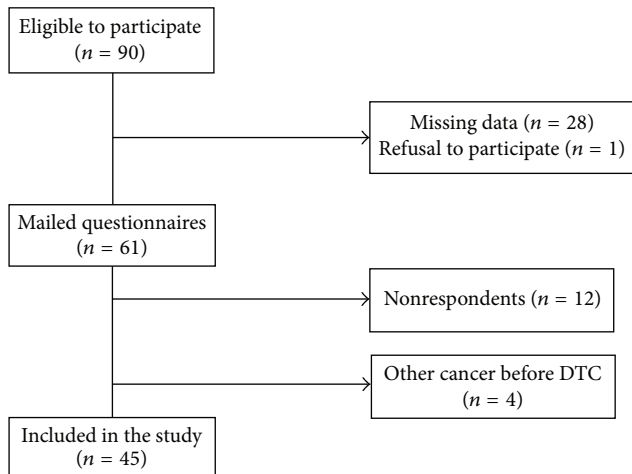 Eligible to participate
(n = 90)
Missing data (n = 28)
Refusal to participate (n = 1)
Mailed questionnaires
(n = 61)
Nonrespondents (n = 12)
Other cancer before DTC
(n = 4)
Included in the study
(n = 45)